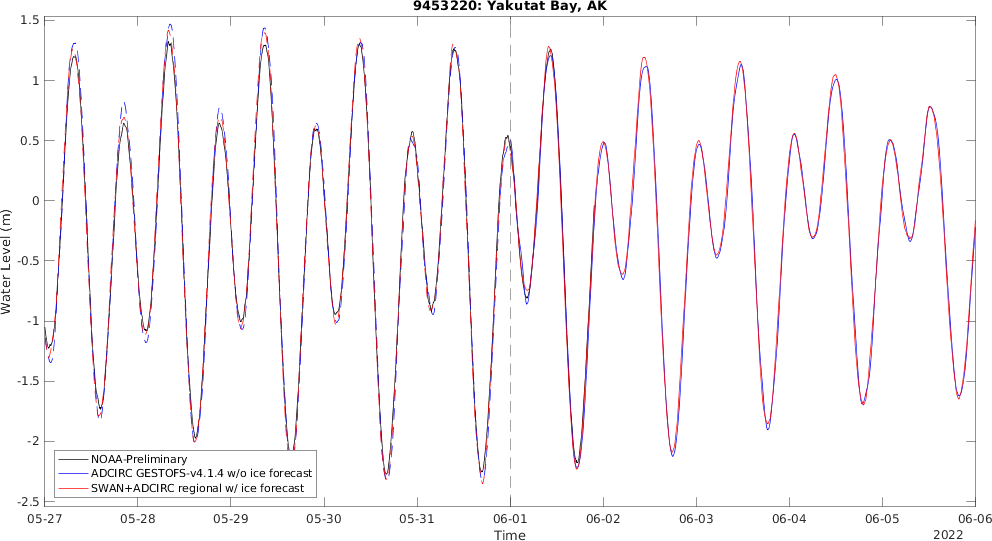 9453220: Yakutat Bay, AK
1.5
1
0.5
0
-0.5
-1
-1.5
-2
-2.5
Water Level (m)
NOAA-Preliminary
ADCIRC GESTOFS-v4.1.4 w/o ice forecast
SWAN+ADCIRC regional w/ ice forecast
05-27 05-28 05-29 05-30 05-31 06-01 06-02 06-03 06-04 06-05 06-06
Time
2022